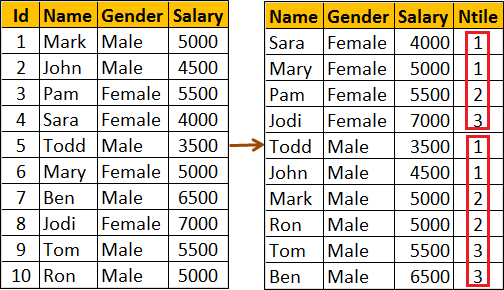 Id Name Gender Salary
1 Mark Male 5000
2 John Male 4500
3 Pam Female 5500
4 Sara Female 4000
5 Todd Male 3500
6 Mary Female 5000
7 Ben Male 6500
8 Jodi Female 7000
9 Tom Male 5500
10 Ron Male 5000
Name Gender Salary Ntile
Sara Female 4000 1
Mary Female 5000 1
Pam Female 5500 2
Jodi Female 7000 3
Todd Male 3500 1
John Male 4500 1
Mark Male 5000 2
Ron Male 5000 2
Tom Male 5500 3
Ben Male 6500 3